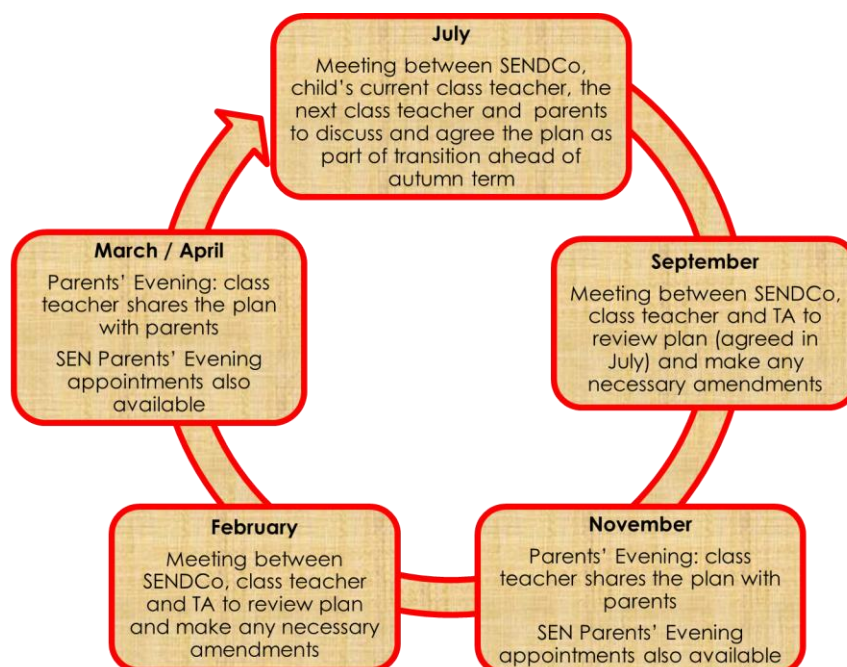 July
Meeting between SENDCo,
child's current class teacher, the
next class teacher and parents
to discuss and agree the plan as
part of transition ahead of
autumn term
September
Meeting between SENDCo,
class teacher and TA to
review plan (agreed in
July) and make any
necessary amendments
November
Parents' Evening: class
teacher shares the plan with
parents
SEN Parents' Evening
appointments also available
February
Meeting between
SENDCo, class teacher
and TA to review plan
and make any necessary
amendments
March / April
Parents' Evening: class
teacher shares the plan
with parents
SEN Parents' Evening
appointments also
available